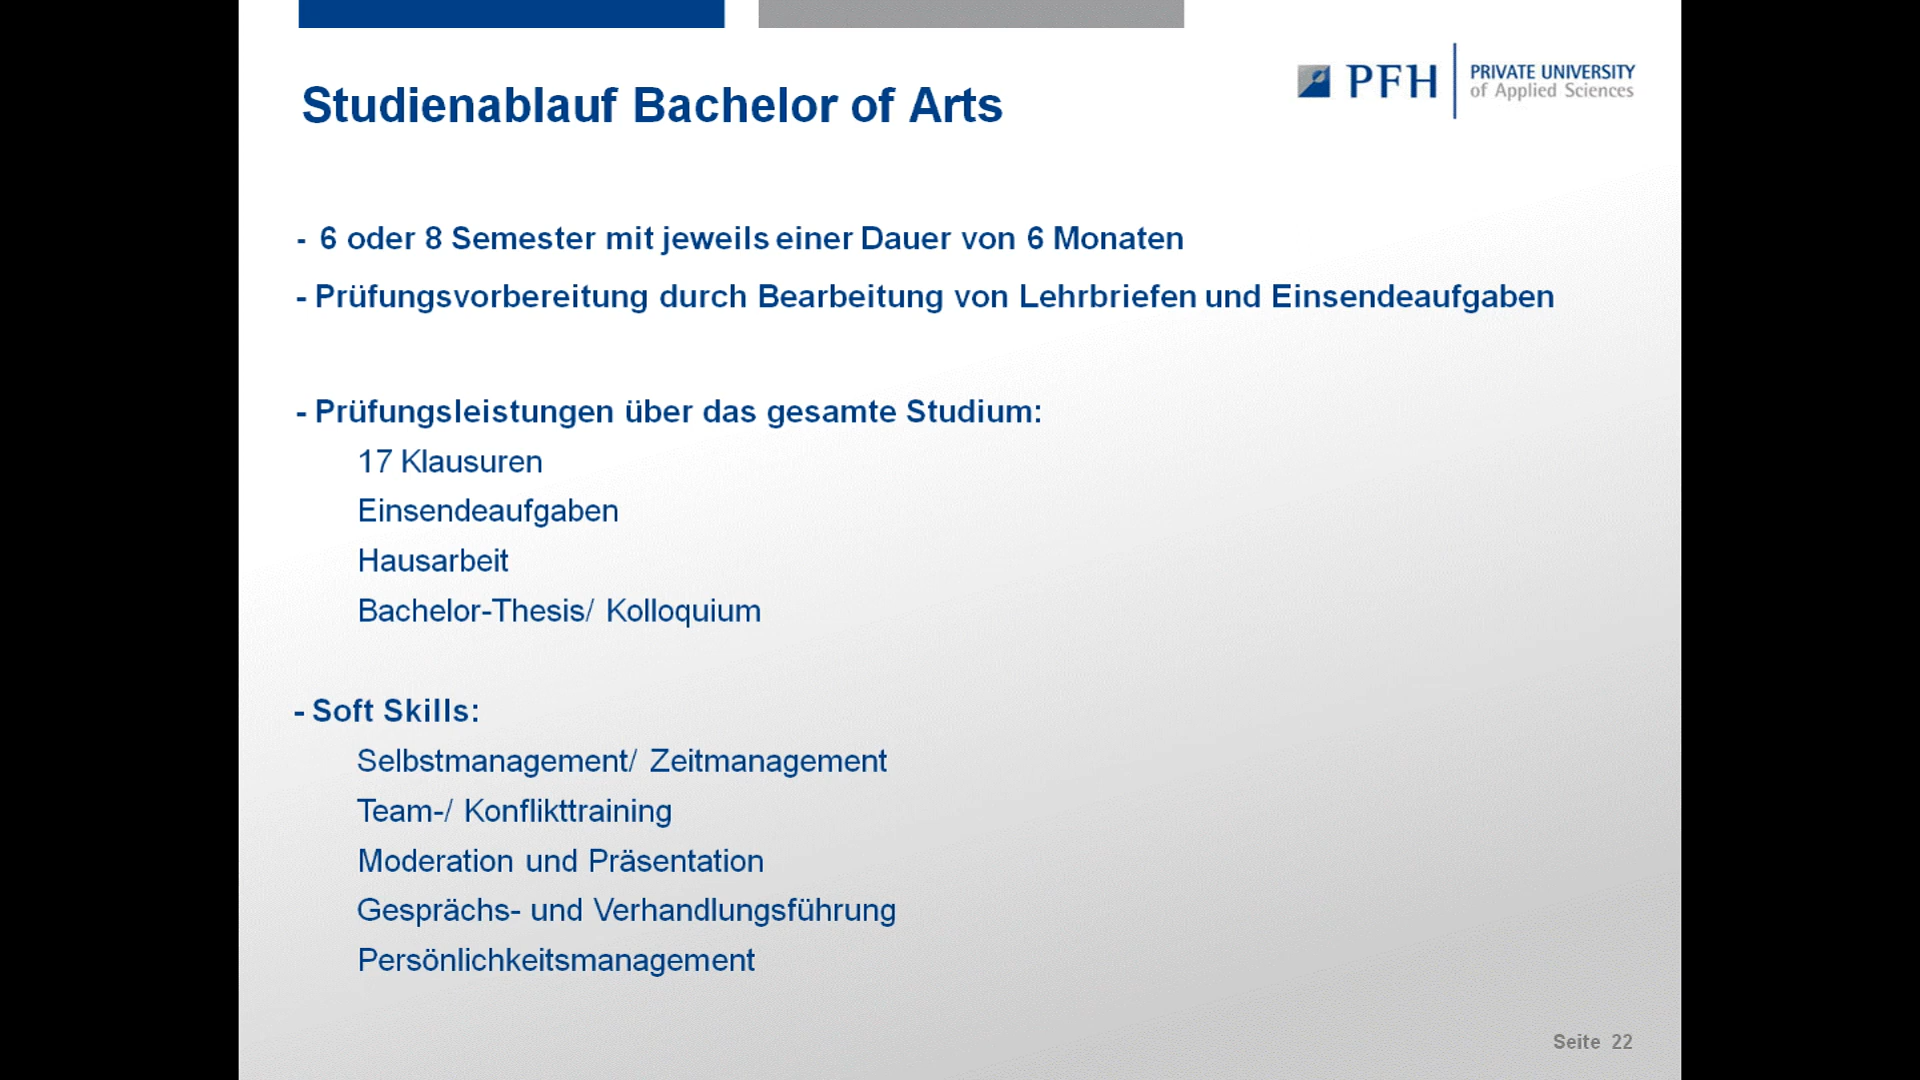 PFH
PRIVATE UNIVERSITY
of Applied Sciences
Studienablauf Bachelor of Arts
- 6 oder 8 Semester mit jeweils einer Dauer von 6 Monaten
- Prüfungsvorbereitung durch Bearbeitung von Lehrbriefen und Einsendeaufgaben
- Prüfungsleistungen über das gesamte Studium:
17 Klausuren
Einsendeaufgaben
Hausarbeit
Bachelor-Thesis/ Kolloquium
- Soft Skills:
Selbstmanagement/ Zeitmanagement
Team-/ Konflikttraining
Moderation und Präsentation
Gesprächs- und Verhandlungsführung
Persönlichkeitsmanagement
Seite 22